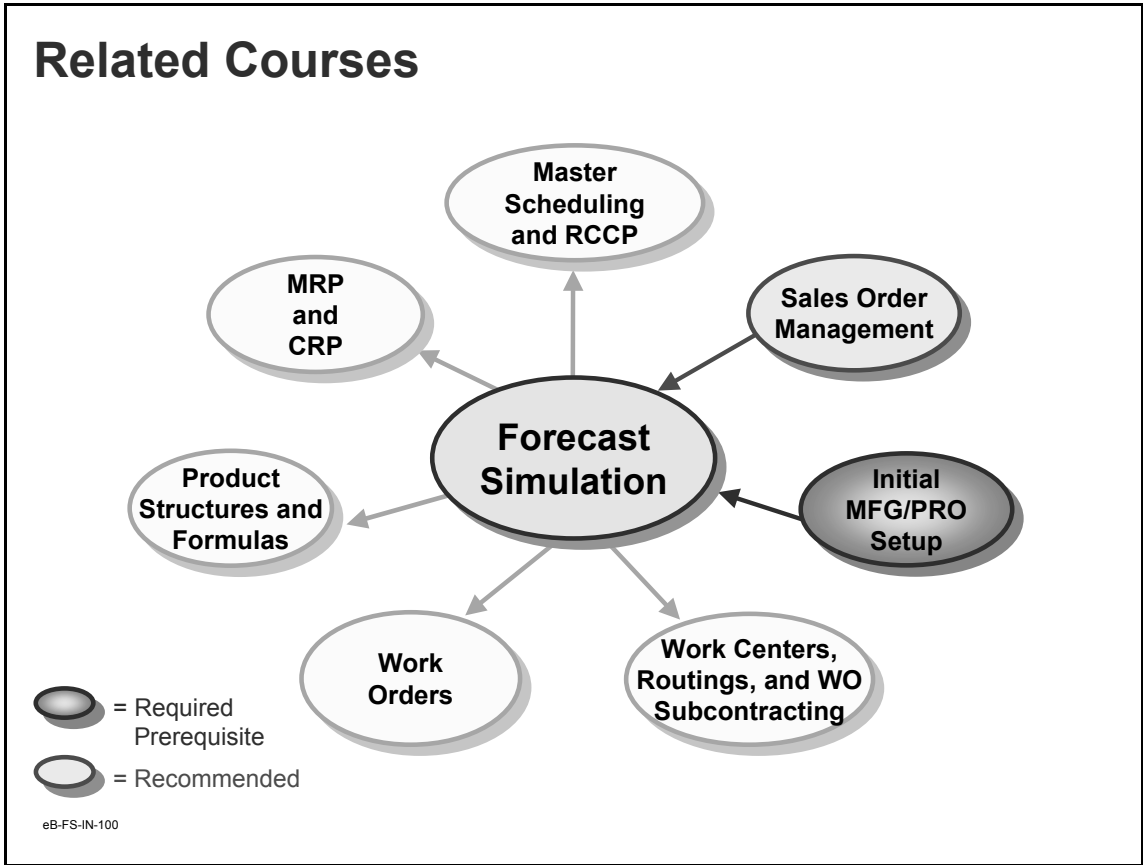 Related Courses
Master
Scheduling
and RCCP
MRP
and
CRP
Sales Order
Management
Forecast
Simulation
Product
Structures and
Formulas
Initial
MFG/PRO
Setup
Work
Orders
Work Centers,
Routings, and WO
Subcontracting
= Required
Prerequisite
= Recommended
eB-FS-IN-100